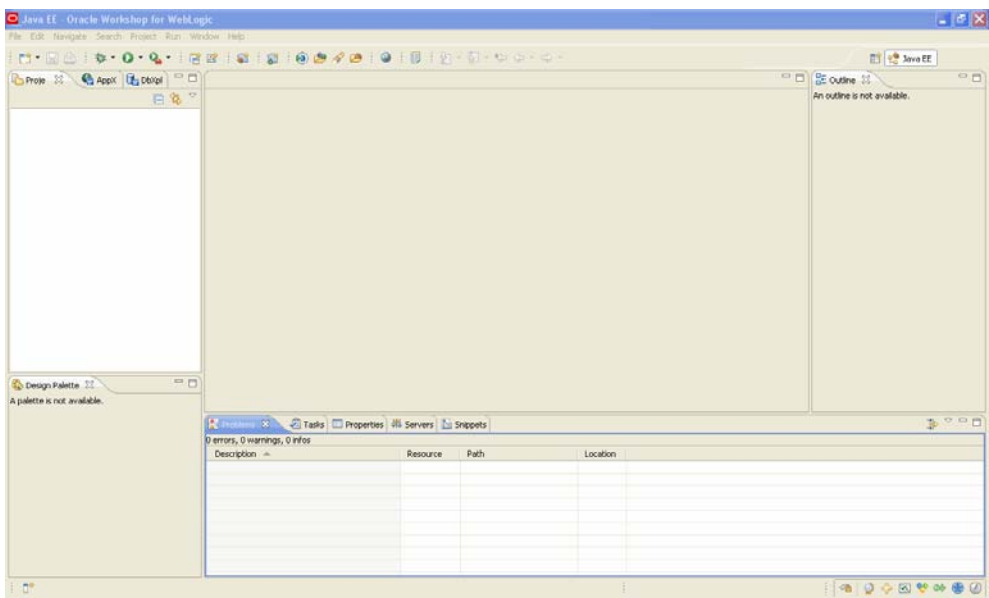 Java EE - Oracle Workshop for WebLogic
File Edit Navigate Search Project Run Window Help
Java EE
Proje AppX DbXpl
Outline
An outline is not available.
Design Palette
A palette is not available.
Problems Tasks Properties Servers Snippets
0 errors, 0 warnings, 0 infos
Description Resource Path Location